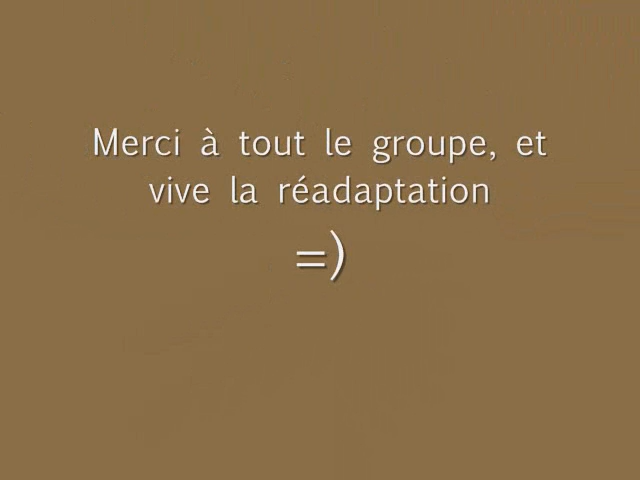 Merci à tout le groupe, et
vive la réadaptation
=)